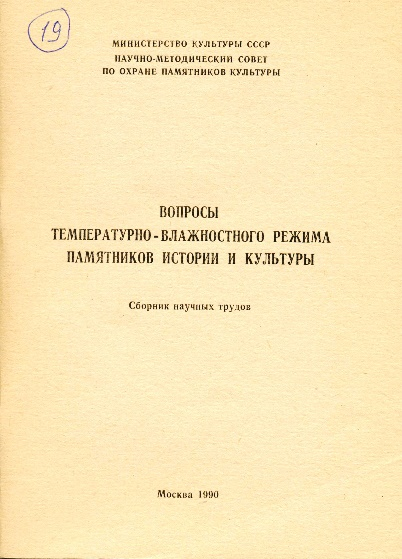 19
МИНИСТЕРСТВО КУЛЬТУРЫ СССР
НАУЧНО-МЕТОДИЧЕСКИЙ СОВЕТ
ПО ОХРАНЕ ПАМЯТНИКОВ КУЛЬТУРЫ
ВОПРОСЫ
ТЕМПЕРАТУРНО-ВЛАЖНОСТНОГО РЕЖИМА
ПАМЯТНИКОВ ИСТОРИИ И КУЛЬТУРЫ
Сборник научных трудов
Москва 1990